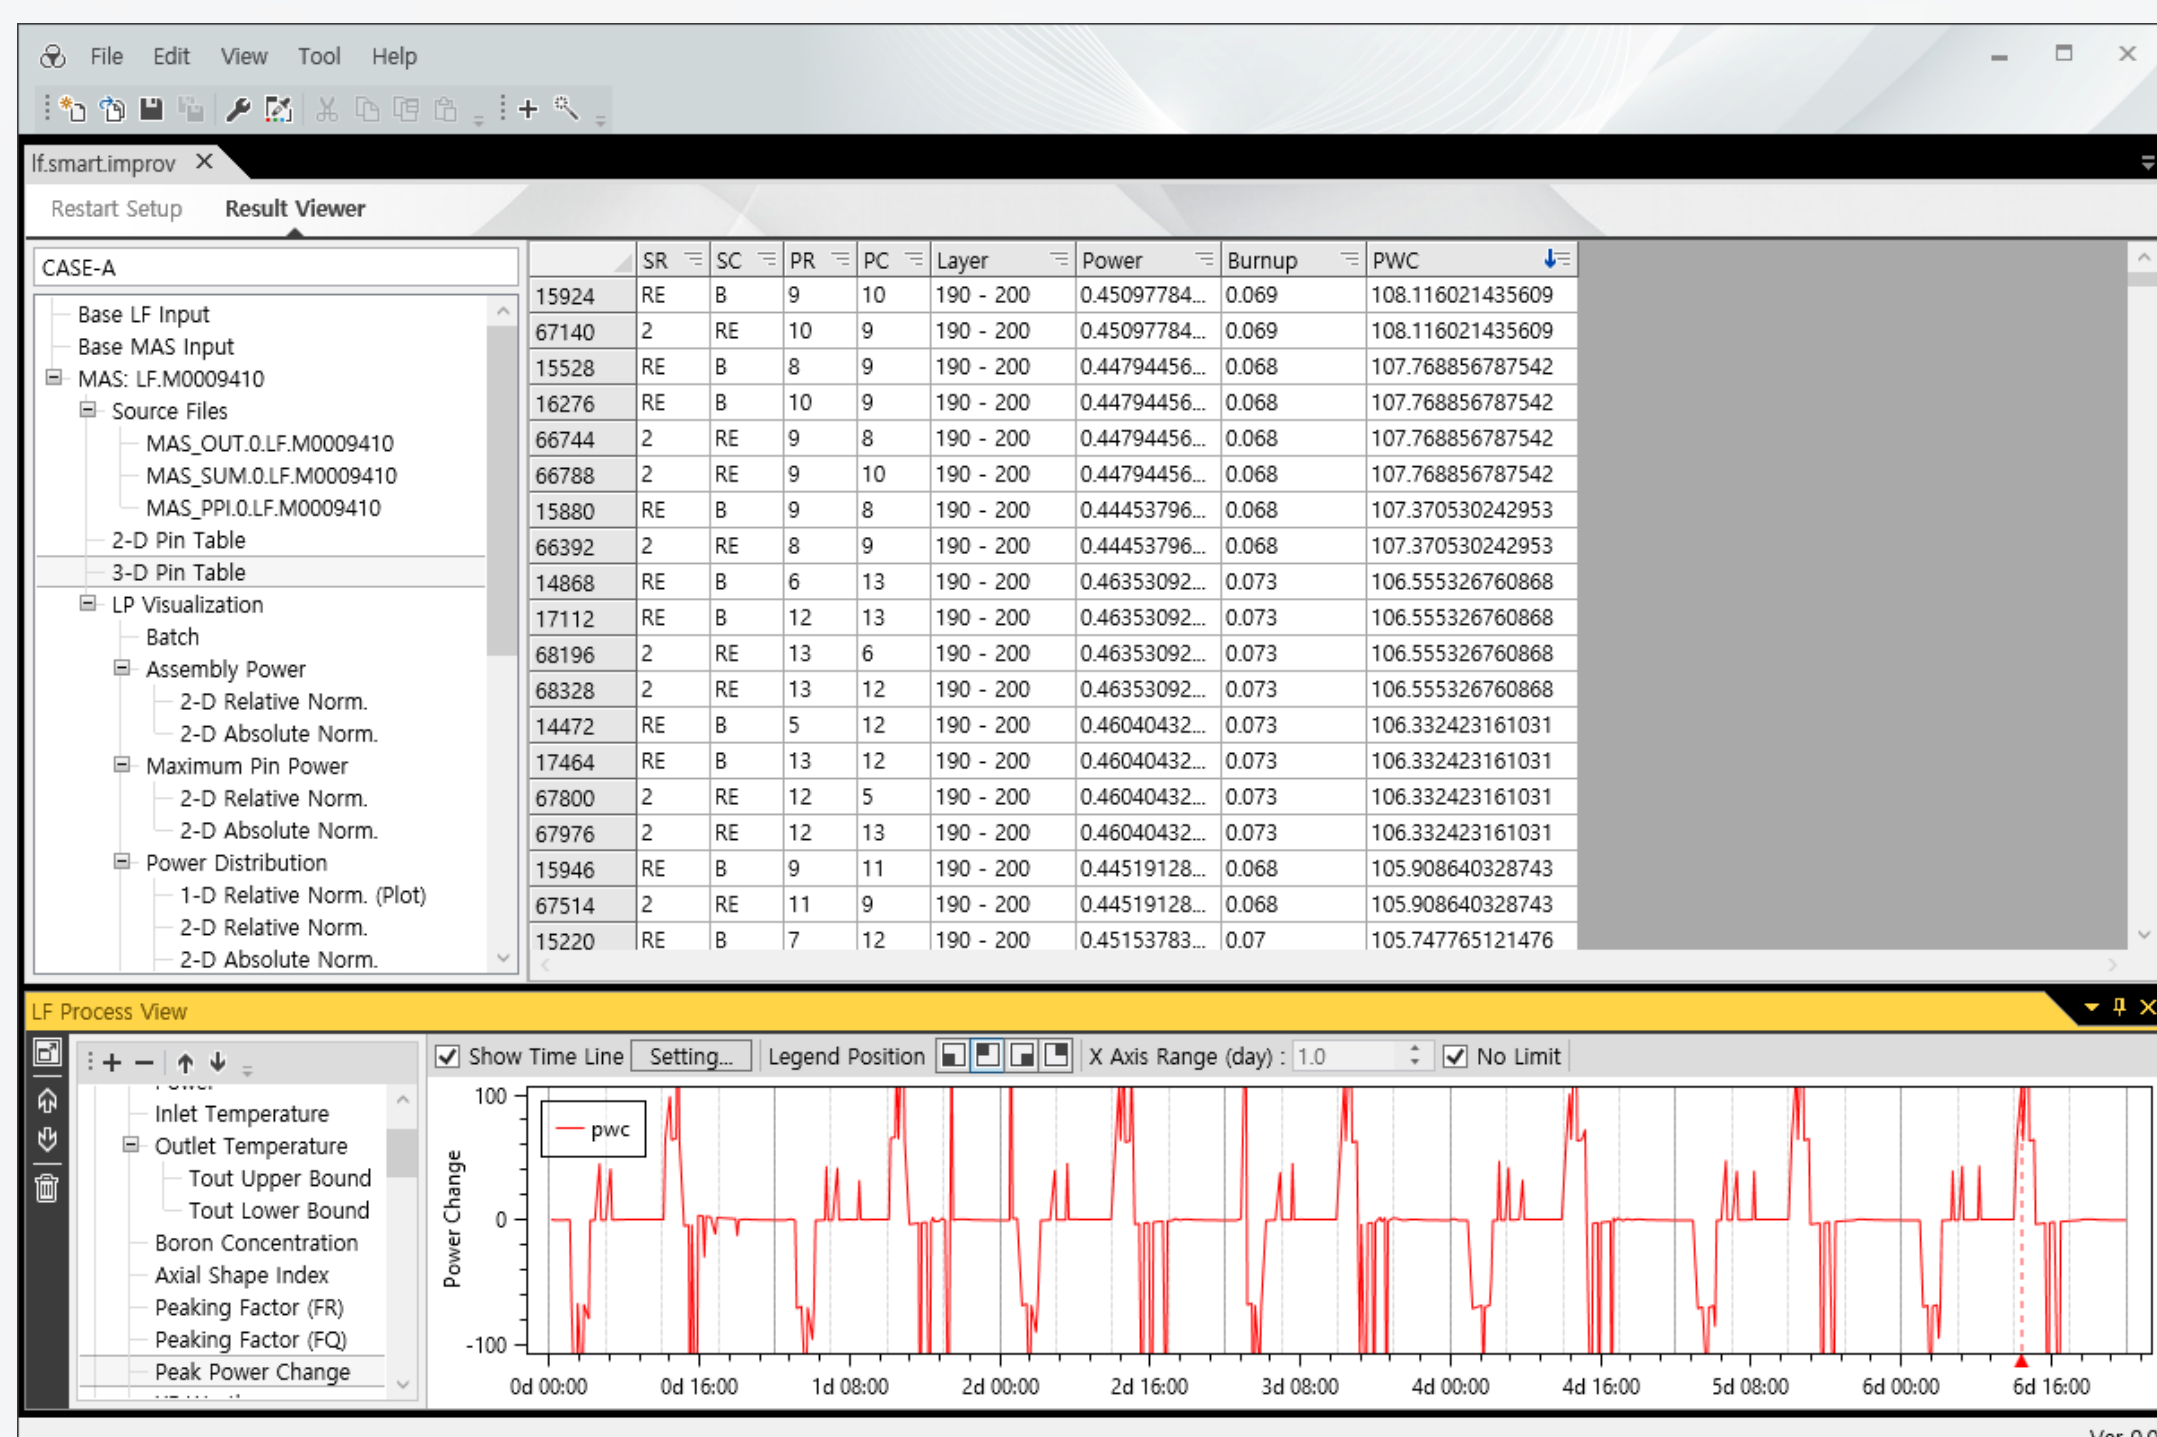 File Edit View Tool Help
lf.smart.improv
Restart Setup Result Viewer
CASE-A
Base LF Input
Base MAS Input
MAS: LF.M0009410
Source Files
MAS_OUT.0.LF.M0009410
MAS_SUM.0.LF.M0009410
MAS_PPI.0.LF.M0009410
2-D Pin Table
3-D Pin Table
LP Visualization
Batch
Assembly Power
2-D Relative Norm.
2-D Absolute Norm.
Maximum Pin Power
2-D Relative Norm.
2-D Absolute Norm.
Power Distribution
1-D Relative Norm. (Plot)
2-D Relative Norm.
2-D Absolute Norm.
SR SC PR PC Layer Power Burnup PWC
15924 RE B 9 10 190 - 200 0.45097784... 0.069 108.116021435609
67140 2 RE 10 9 190 - 200 0.45097784... 0.069 108.116021435609
15528 RE B 8 9 190 - 200 0.44794456... 0.068 107.768856787542
16276 RE B 10 9 190 - 200 0.44794456... 0.068 107.768856787542
66744 2 RE 9 8 190 - 200 0.44794456... 0.068 107.768856787542
66788 2 RE 9 10 190 - 200 0.44794456... 0.068 107.768856787542
15880 RE B 9 8 190 - 200 0.44453796... 0.068 107.370530242953
66392 2 RE 8 9 190 - 200 0.44453796... 0.068 107.370530242953
14868 RE B 6 13 190 - 200 0.46353092... 0.073 106.555326760868
17112 RE B 12 13 190 - 200 0.46353092... 0.073 106.555326760868
68196 2 RE 13 6 190 - 200 0.46353092... 0.073 106.555326760868
68328 2 RE 13 12 190 - 200 0.46353092... 0.073 106.555326760868
14472 RE B 5 12 190 - 200 0.46040432... 0.073 106.332423161031
17464 RE B 13 12 190 - 200 0.46040432... 0.073 106.332423161031
67800 2 RE 12 5 190 - 200 0.46040432... 0.073 106.332423161031
67976 2 RE 12 13 190 - 200 0.46040432... 0.073 106.332423161031
15946 RE B 9 11 190 - 200 0.44519128... 0.068 105.908640328743
67514 2 RE 11 9 190 - 200 0.44519128... 0.068 105.908640328743
15220 RE B 7 12 190 - 200 0.45153783... 0.07 105.747765121476
LF Process View
Inlet Temperature
Outlet Temperature
Tout Upper Bound
Tout Lower Bound
Boron Concentration
Axial Shape Index
Peaking Factor (FR)
Peaking Factor (FQ)
Peak Power Change
Show Time Line Setting... Legend Position X Axis Range (day) : 1.0 No Limit
Power Change
100
0
-100
pwc
0d 00:00 0d 16:00 1d 08:00 2d 00:00 2d 16:00 3d 08:00 4d 00:00 4d 16:00 5d 08:00 6d 00:00 6d 16:00